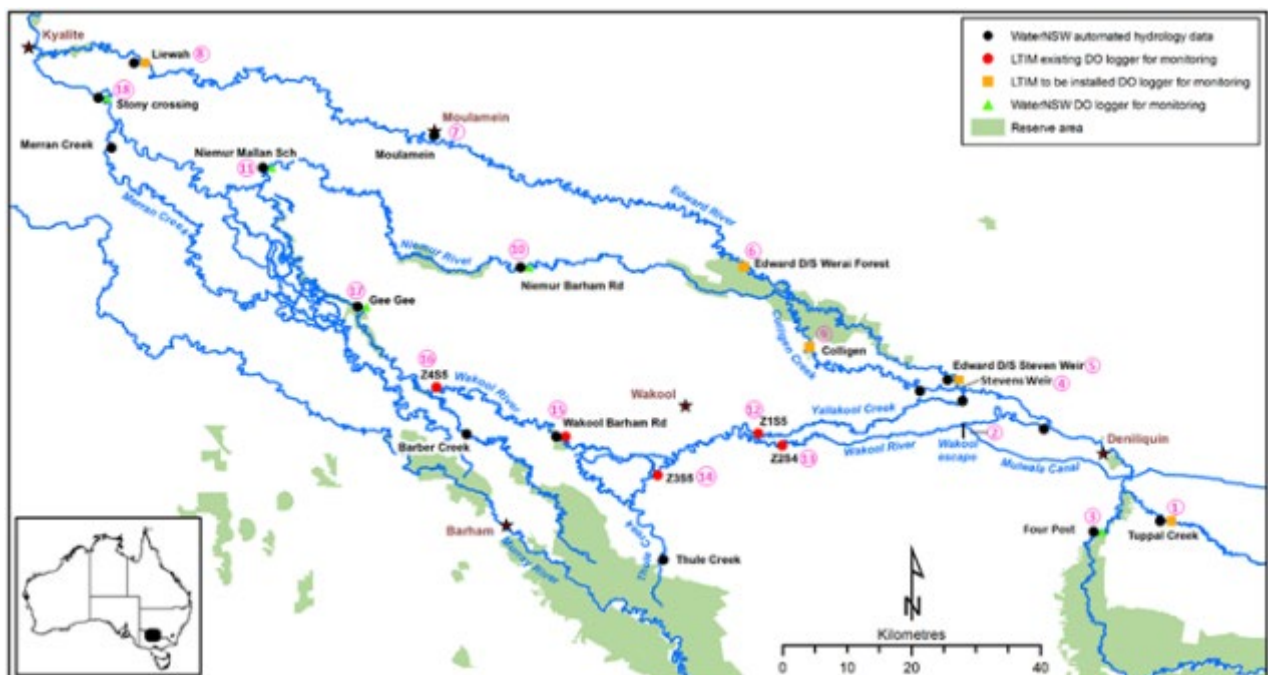 Kyalite
Liewah ⑧
⑱
Stony crossing
Merran Creek
Niemur Mallan Sch
⑪
Moulamein
⑦
Moulamein
Merran Creek
Edward River
Niemur River
⑩
Niemur Barham Rd
⑥
Edward D/S Werai Forest
⑰
Gee Gee
Colligen Creek
⑨
Colligen
Edward D/S Steven Weir ⑤
Stevens Weir ④
⑯
Z4S5
Wakool River
Wakool
Yallakool Creek
⑮
Wakool Barham Rd
⑫
Z1S5
Z2S4 ⑬
Wakool River
②
Wakool
escape
Mulwala Canal
Deniliquin
Barber Creek
Z3S5 ⑭
Barham
Murray River
Thule Creek
Thule Creek
③
Four Post
①
Tuppal Creek
WaterNSW automated hydrology data
LTIM existing DO logger for monitoring
LTIM to be installed DO logger for monitoring
WaterNSW DO logger for monitoring
Reserve area
N
Kilometres
0 10 20 40